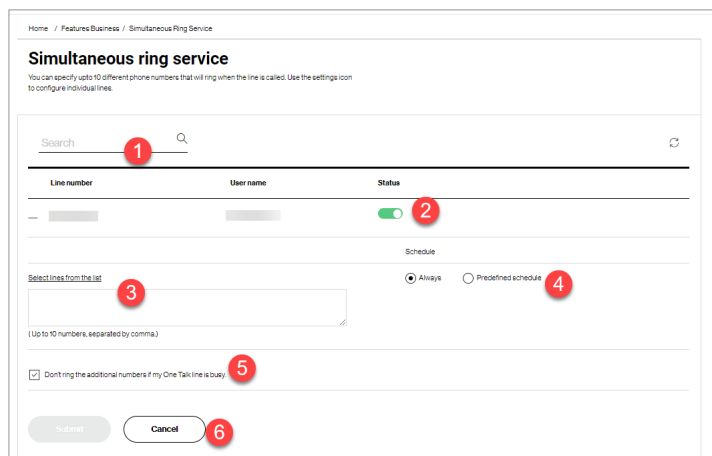 Home / Features Business / Simultaneous Ring Service
Simultaneous ring service
You can specify upto 10 different phone numbers that will ring when the line is called. Use the settings icon
to configure individual lines.
Search
1
Line number User name Status
2
Schedule
Select lines from the list
3
Always Predefined schedule
4
(Up to 10 numbers, separated by comma.)
Don't ring the additional numbers if my One Talk line is busy.
5
Submit Cancel
6